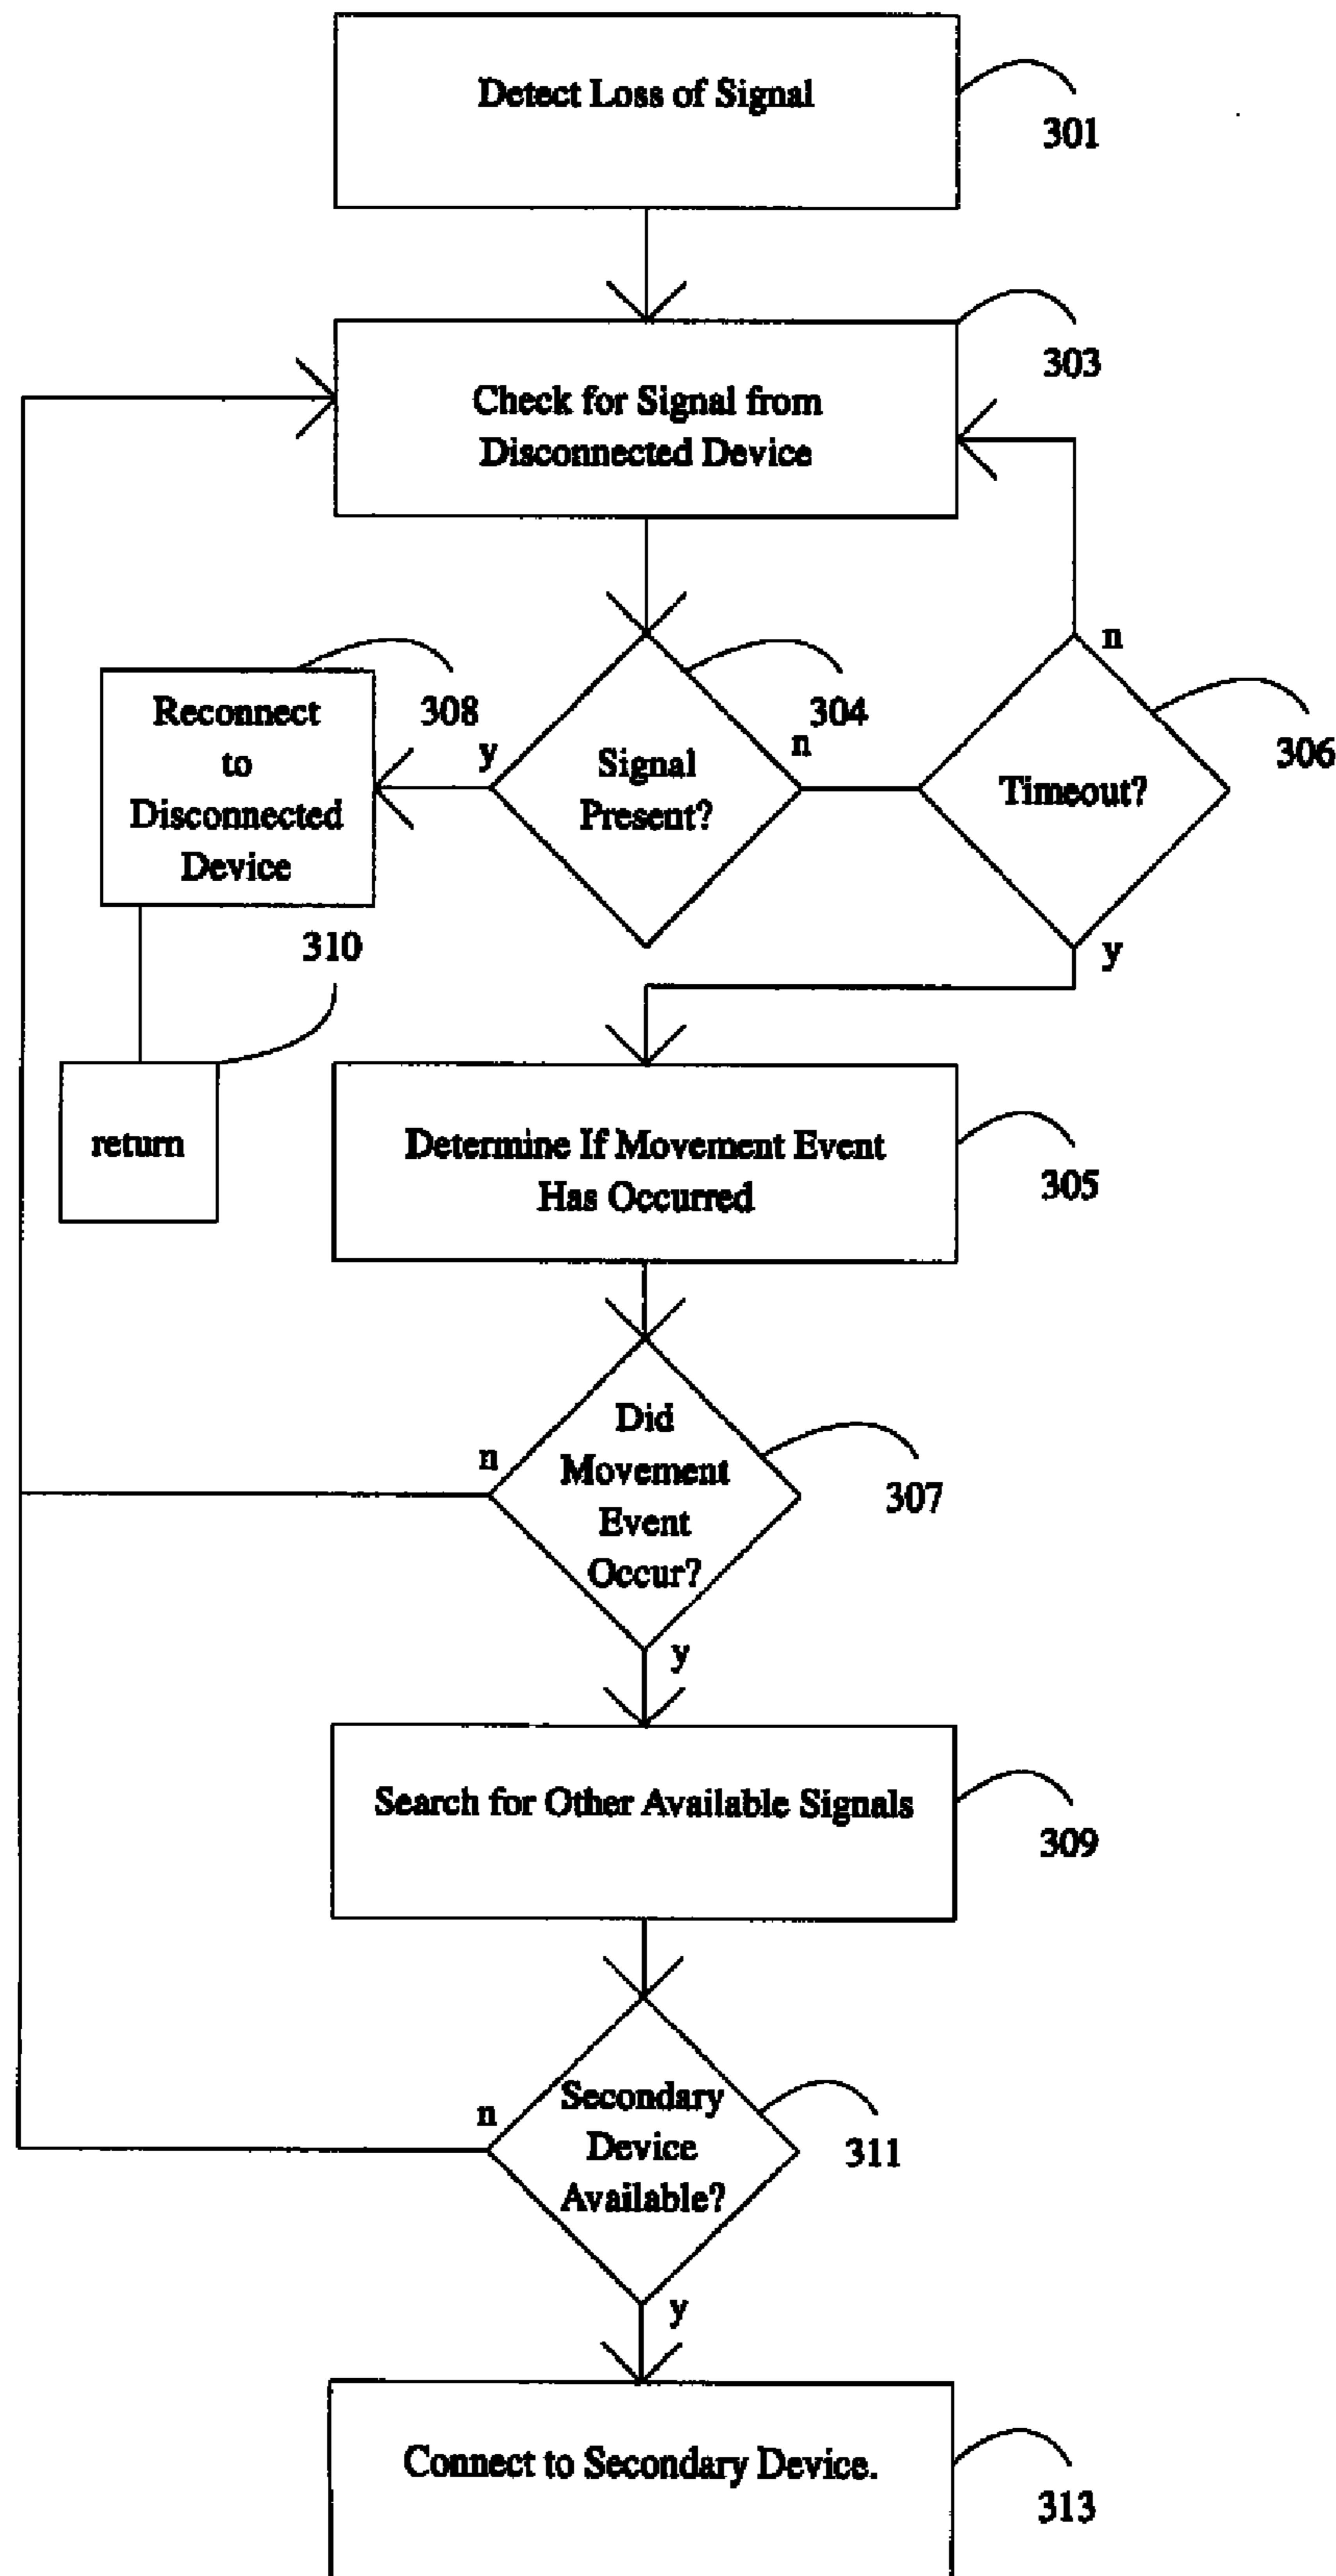 Detect Loss of Signal
301
303
Check for Signal from
Disconnected Device
n
308
304
306
Reconnect
to
Disconnected
Device
y
n
Signal
Present?
Timeout?
310
y
return
Determine If Movement Event
Has Occurred
305
n
Did
Movement
Event
Occur?
307
y
Search for Other Available Signals
309
n
Secondary
Device
Available?
311
y
Connect to Secondary Device.
313